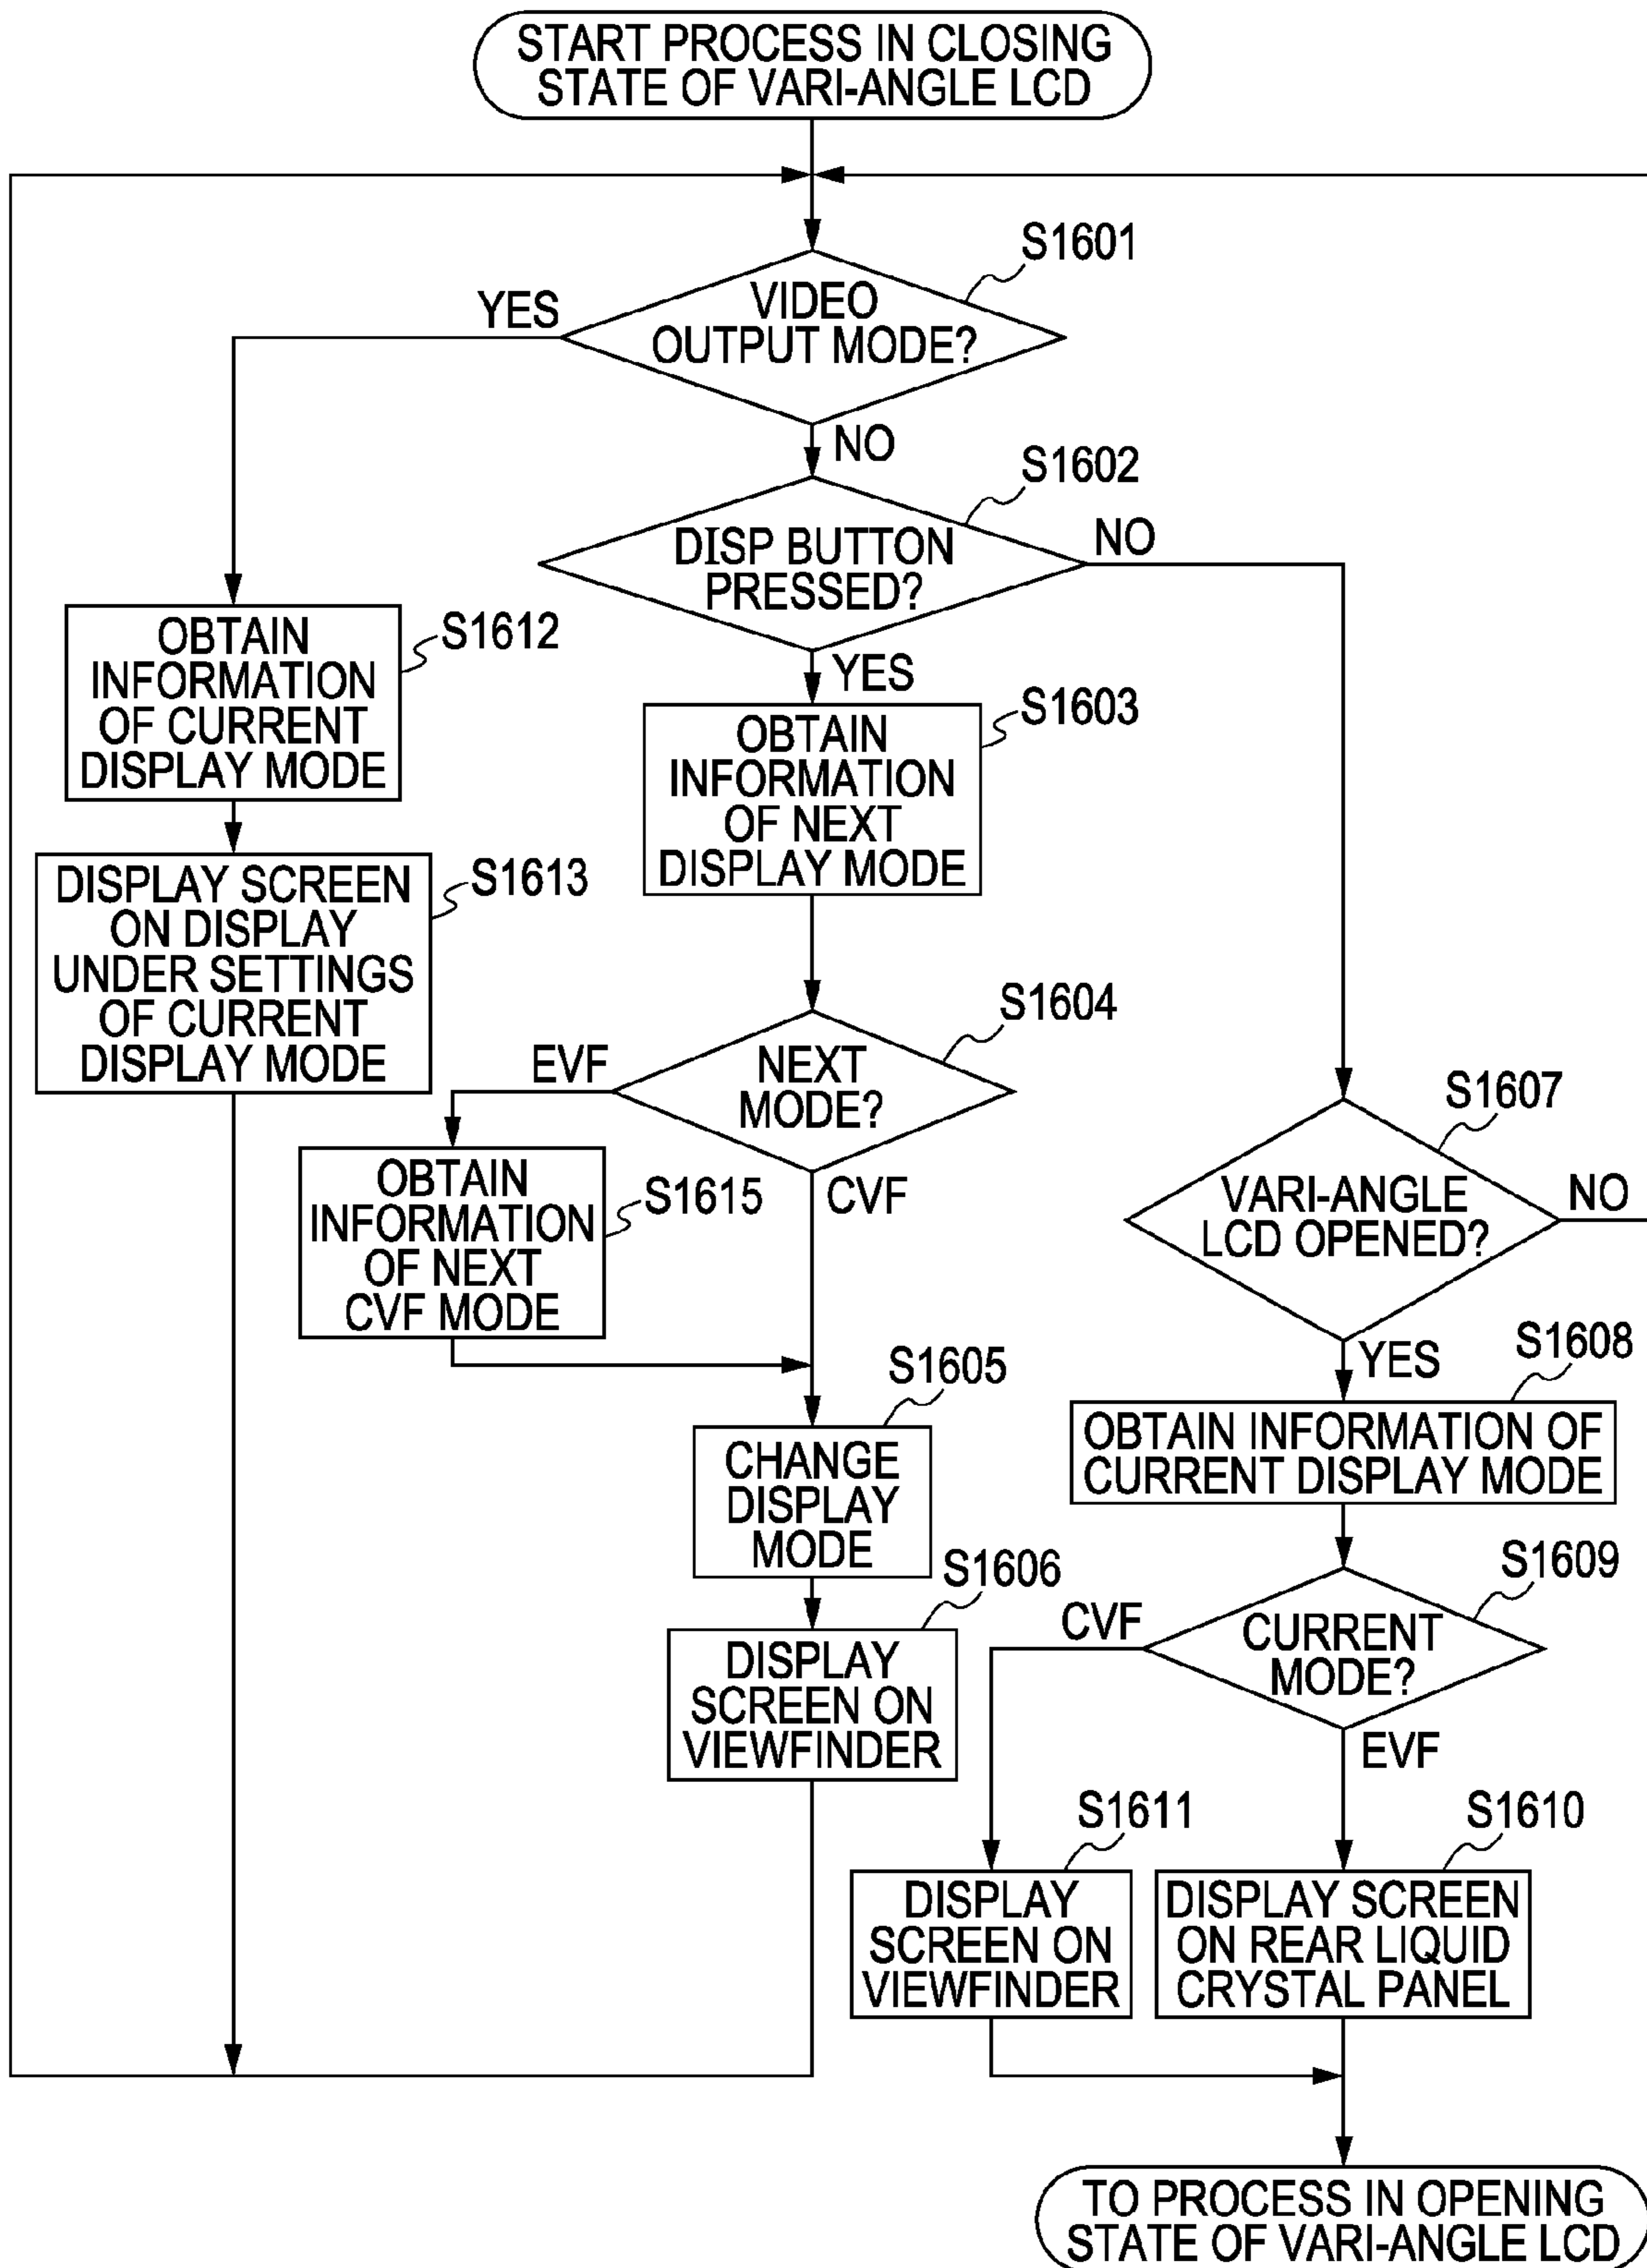 START PROCESS IN CLOSING
STATE OF VARI-ANGLE LCD
S1601
VIDEO
OUTPUT MODE?
YES
NO
S1602
DISP BUTTON
PRESSED?
NO
YES
OBTAIN
INFORMATION
OF CURRENT
DISPLAY MODE
S1612
S1603
OBTAIN
INFORMATION
OF NEXT
DISPLAY MODE
DISPLAY SCREEN
ON DISPLAY
UNDER SETTINGS
OF CURRENT
DISPLAY MODE
S1613
S1604
NEXT
MODE?
EVF
CVF
OBTAIN
INFORMATION
OF NEXT
CVF MODE
S1615
S1607
VARI-ANGLE
LCD OPENED?
NO
YES
S1605
CHANGE
DISPLAY
MODE
S1608
OBTAIN INFORMATION OF
CURRENT DISPLAY MODE
S1606
DISPLAY
SCREEN ON
VIEWFINDER
S1609
CURRENT
MODE?
CVF
EVF
S1611
DISPLAY
SCREEN ON
VIEWFINDER
S1610
DISPLAY SCREEN
ON REAR LIQUID
CRYSTAL PANEL
TO PROCESS IN OPENING
STATE OF VARI-ANGLE LCD